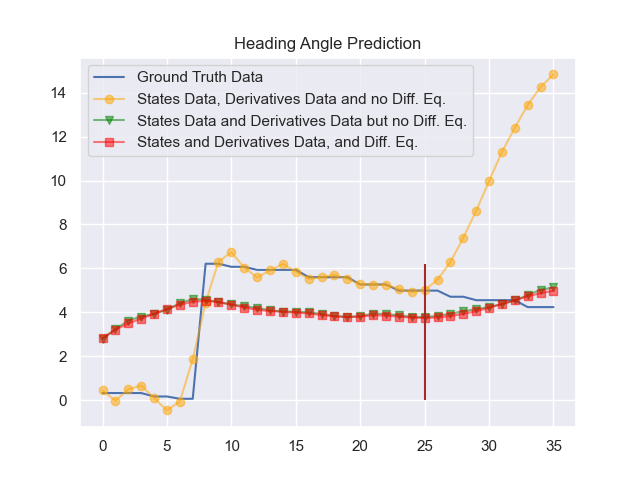 Heading Angle Prediction
Ground Truth Data
States Data, Derivatives Data and no Diff. Eq.
States Data and Derivatives Data but no Diff. Eq.
States and Derivatives Data, and Diff. Eq.
14
12
10
8
6
4
2
0
0 5 10 15 20 25 30 35